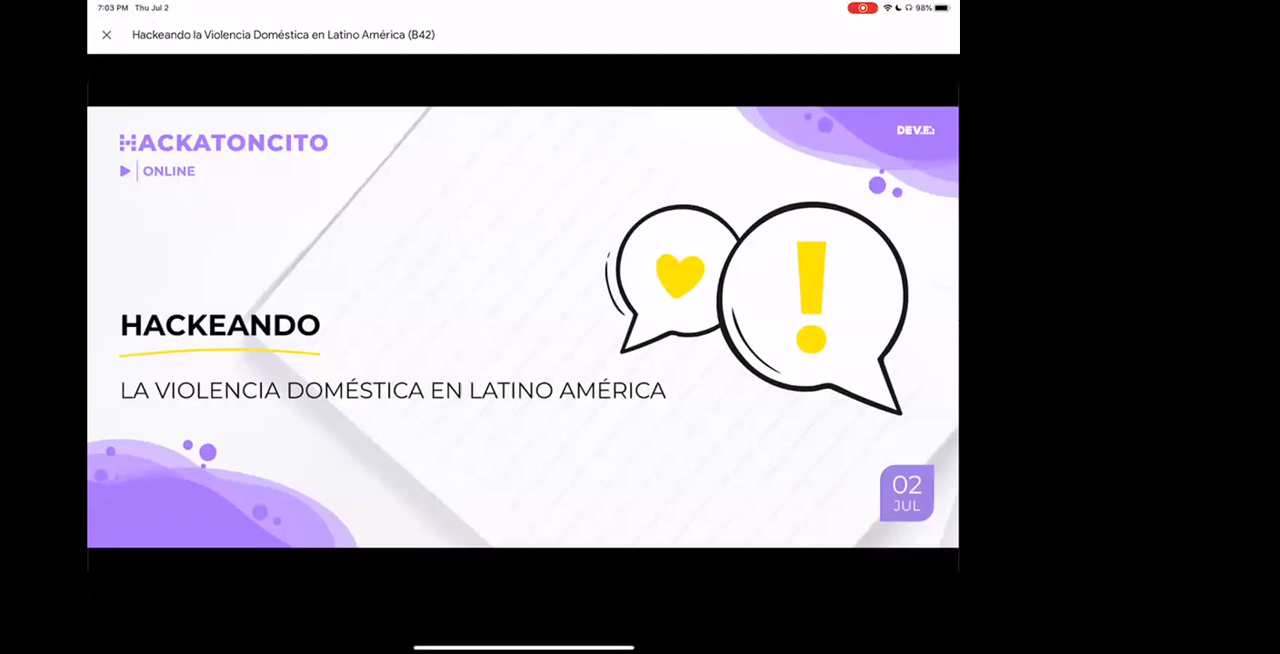 7:03 PM Thu Jul 2
98%
Hackeando la Violencia Doméstica en Latino América (B42)
HACKATONCITO
ONLINE
DEV.F.:
HACKEANDO
LA VIOLENCIA DOMÉSTICA EN LATINO AMÉRICA
02
JUL